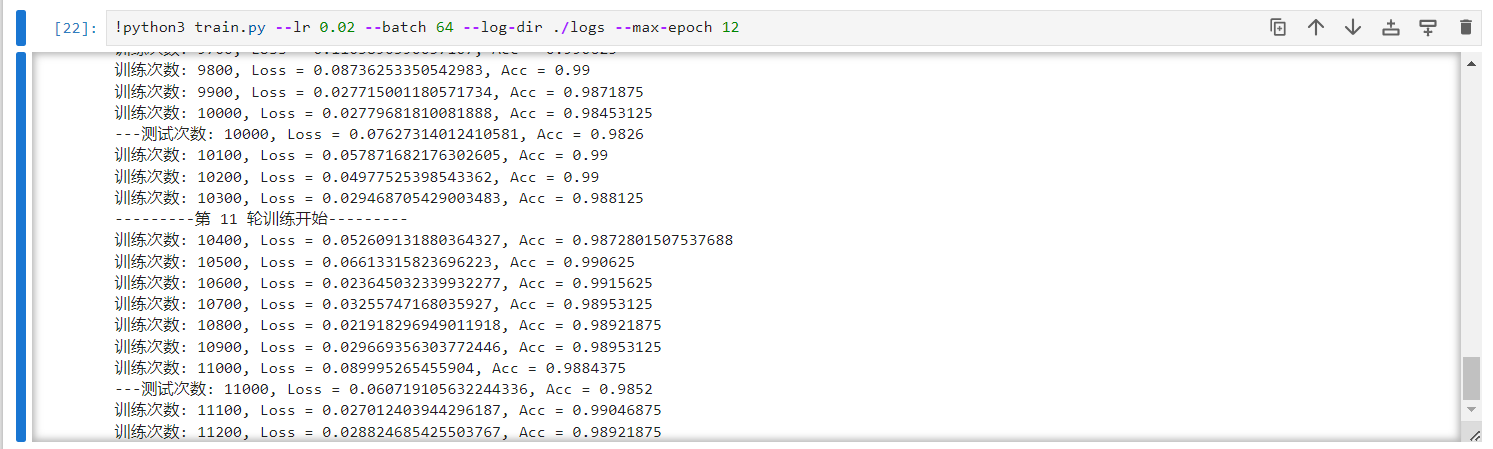 [22]: !python3 train.py --lr 0.02 --batch 64 --log-dir ./logs --max-epoch 12
训练次数: 9800, Loss = 0.08736253350542983, Acc = 0.99
训练次数: 9900, Loss = 0.027715001180571734, Acc = 0.9871875
训练次数: 10000, Loss = 0.02779681810081888, Acc = 0.98453125
---测试次数: 10000, Loss = 0.07627314012410581, Acc = 0.9826
训练次数: 10100, Loss = 0.057871682176302605, Acc = 0.99
训练次数: 10200, Loss = 0.04977525398543362, Acc = 0.99
训练次数: 10300, Loss = 0.029468705429003483, Acc = 0.988125
---------第 11 轮训练开始---------
训练次数: 10400, Loss = 0.052609131880364327, Acc = 0.9872801507537688
训练次数: 10500, Loss = 0.06613315823696223, Acc = 0.990625
训练次数: 10600, Loss = 0.023645032339932277, Acc = 0.9915625
训练次数: 10700, Loss = 0.03255747168035927, Acc = 0.98953125
训练次数: 10800, Loss = 0.021918296949011918, Acc = 0.98921875
训练次数: 10900, Loss = 0.029669356303772446, Acc = 0.98953125
训练次数: 11000, Loss = 0.089995265455904, Acc = 0.9884375
---测试次数: 11000, Loss = 0.060719105632244336, Acc = 0.9852
训练次数: 11100, Loss = 0.027012403944296187, Acc = 0.99046875
训练次数: 11200, Loss = 0.028824685425503767, Acc = 0.98921875